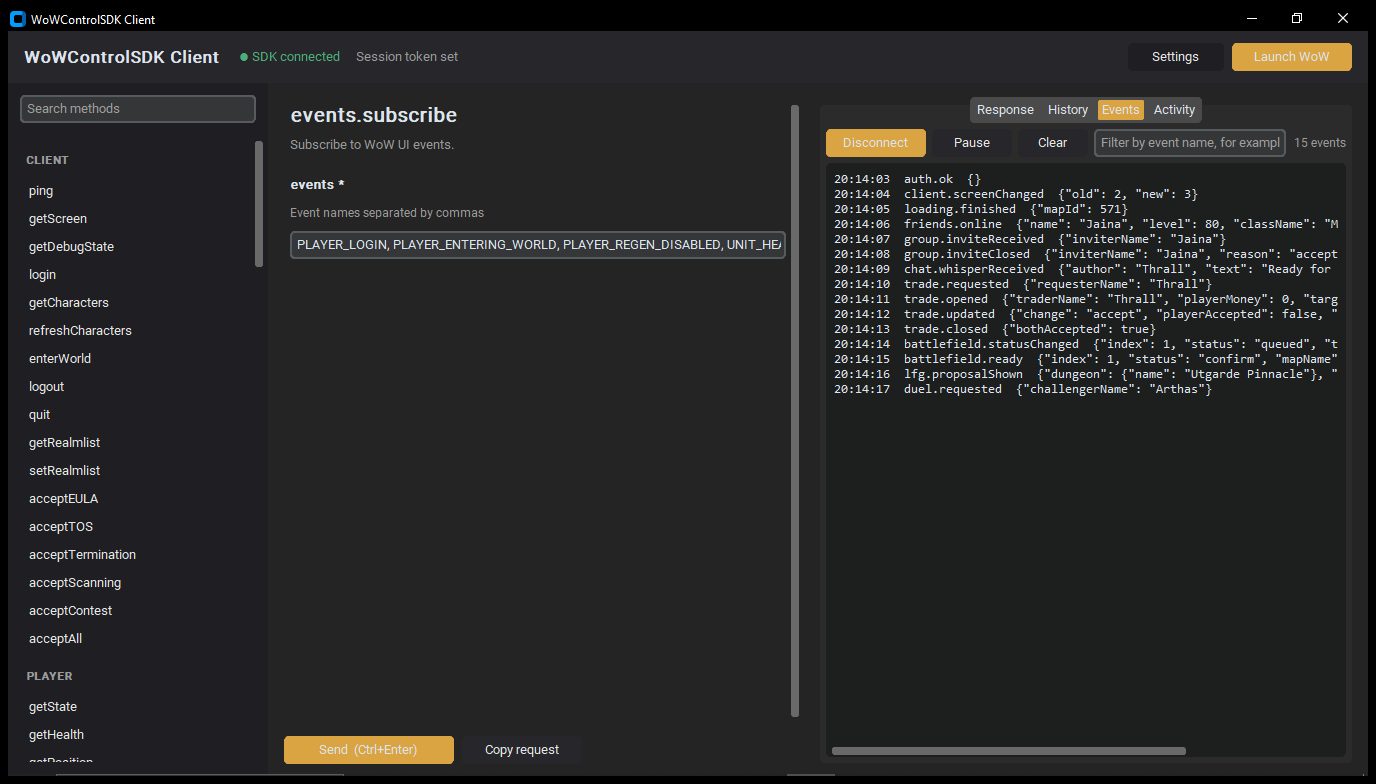 WoWControlSDK Client
WoWControlSDK Client
SDK connected
Session token set
Settings
Launch WoW
Search methods
CLIENT
ping
getScreen
getDebugState
login
getCharacters
refreshCharacters
enterWorld
logout
quit
getRealmlist
setRealmlist
acceptEULA
acceptTOS
acceptTermination
acceptScanning
acceptContest
acceptAll
PLAYER
getState
getHealth
getPosition
events.subscribe
Subscribe to WoW UI events.
events *
Event names separated by commas
PLAYER_LOGIN, PLAYER_ENTERING_WORLD, PLAYER_REGEN_DISABLED, UNIT_HEA
Send (Ctrl+Enter)
Copy request
Response
History
Events
Activity
Disconnect
Pause
Clear
Filter by event name, for exampl
15 events
20:14:03 auth.ok {}
20:14:04 client.screenChanged {"old": 2, "new": 3}
20:14:05 loading.finished {"mapId": 571}
20:14:06 friends.online {"name": "Jaina", "level": 80, "className": "M
20:14:07 group.inviteReceived {"inviterName": "Jaina"}
20:14:08 group.inviteClosed {"inviterName": "Jaina", "reason": "accept
20:14:09 chat.whisperReceived {"author": "Thrall", "text": "Ready for
20:14:10 trade.requested {"requesterName": "Thrall"}
20:14:11 trade.opened {"traderName": "Thrall", "playerMoney": 0, "targ
20:14:12 trade.updated {"change": "accept", "playerAccepted": false, "
20:14:13 trade.closed {"bothAccepted": true}
20:14:14 battlefield.statusChanged {"index": 1, "status": "queued", "t
20:14:15 battlefield.ready {"index": 1, "status": "confirm", "mapName"
20:14:16 lfg.proposalShown {"dungeon": {"name": "Utgarde Pinnacle"}, "
20:14:17 duel.requested {"challengerName": "Arthas"}